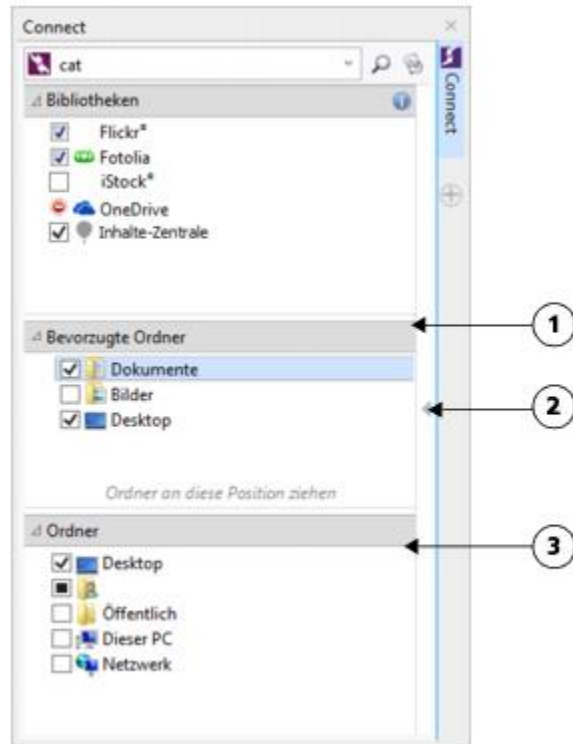 Connect
cat
Bibliotheken
Flickr®
Fotolia
iStock®
OneDrive
Inhalte-Zentrale
Bevorzugte Ordner
Dokumente
Bilder
Desktop
Ordner an diese Position ziehen
Ordner
Desktop
Öffentlich
Dieser PC
Netzwerk
Connect
1
2
3